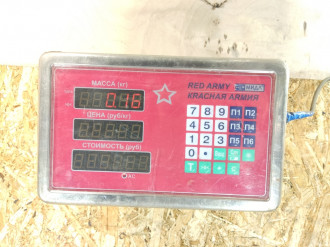 МАССА (кг)
0.16
ЦЕНА (руб/кг)
СТОИМОСТЬ (руб)
RED ARMY
КРАСНАЯ АРМИЯ
7 8 9 П1 П2
4 5 6 П3 П4
1 2 3 П5 П6
0